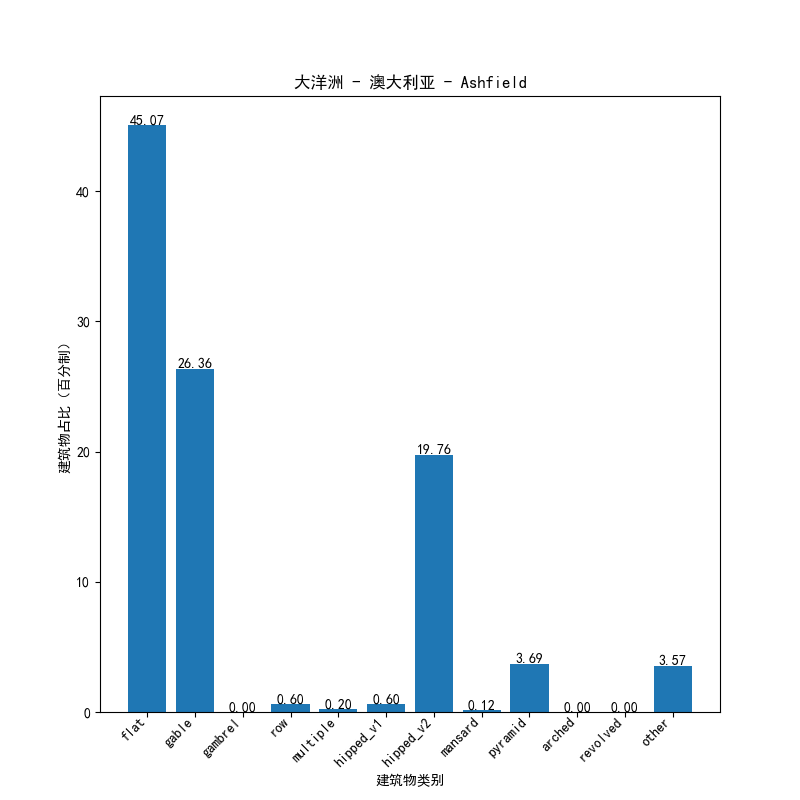 大洋洲 - 澳大利亚 - Ashfield
建筑物占比（百分制）
40
30
20
10
0
45.07
26.36
0.00
0.60
0.20
0.60
19.76
0.12
3.69
0.00
0.00
3.57
flat
gable
gambrel
row
multiple
hipped_v1
hipped_v2
mansard
pyramid
arched
revolved
other
建筑物类别